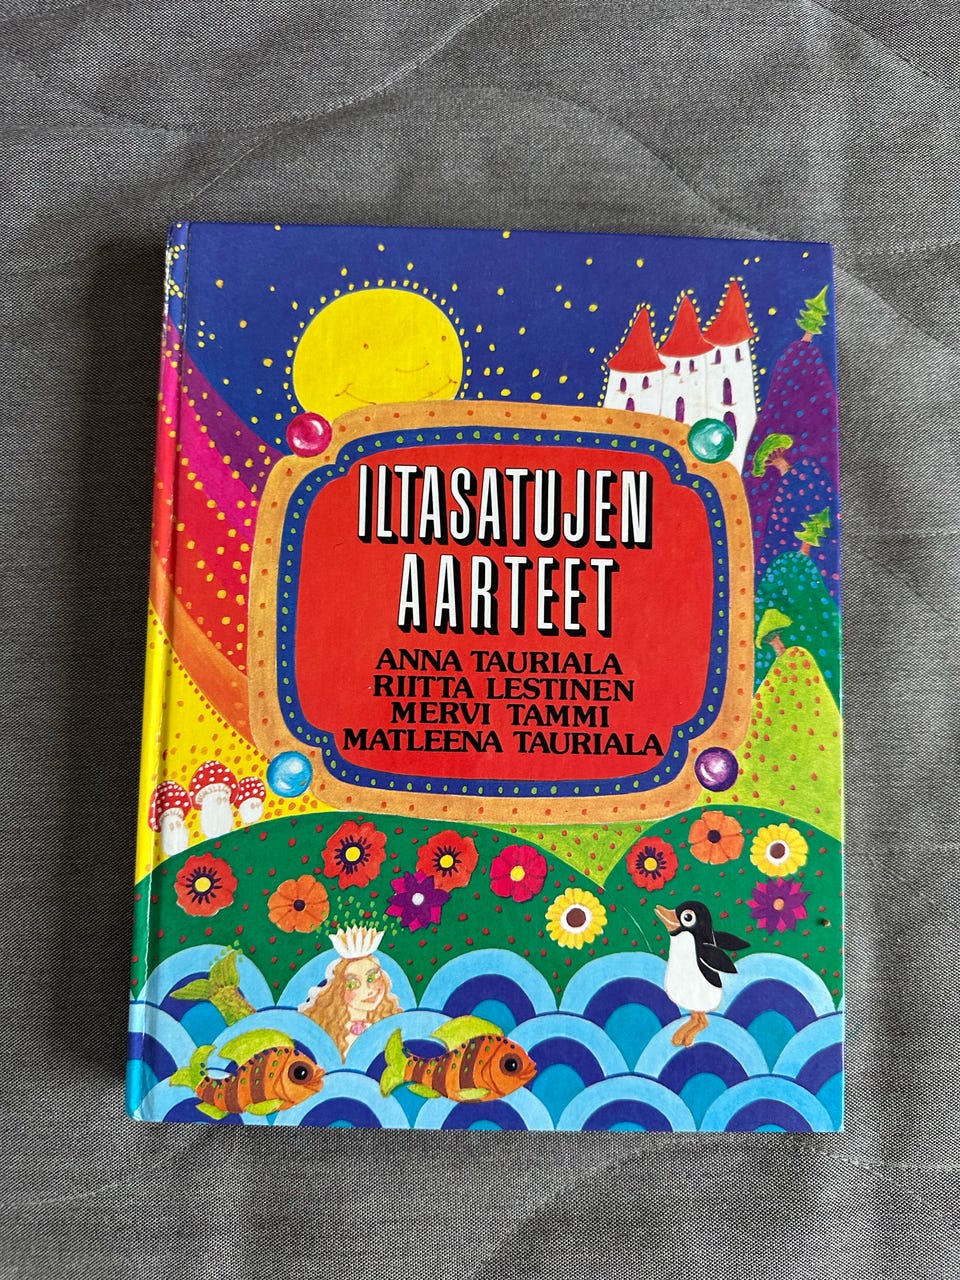 ILTASATUJEN
AARTEET
ANNA TAURIALA
RIITTA LESTINEN
MERVI TAMMI
MATLEENA TAURIALA